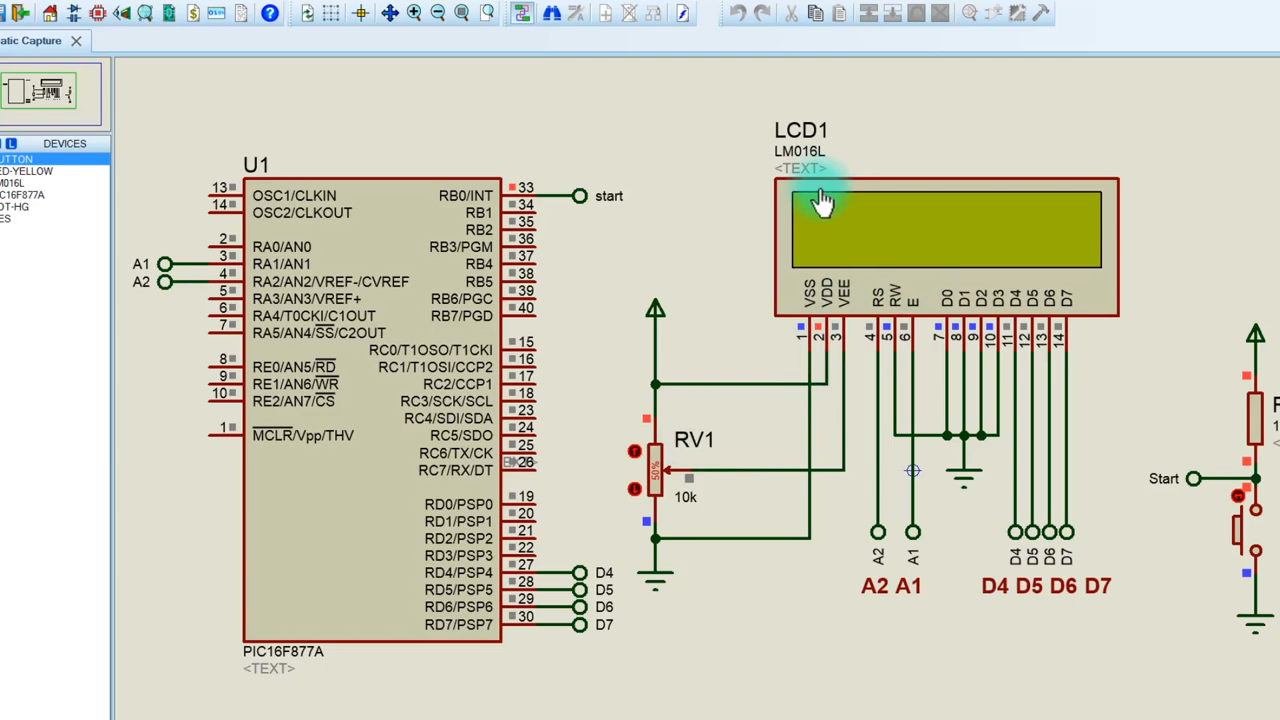 atic Capture
L DEVICES
UTTON
ED-YELLOW
M016L
IC16F877A
OT-HG
ES
U1
13 OSC1/CLKIN
14 OSC2/CLKOUT
2 RA0/AN0
A1 3 RA1/AN1
A2 4 RA2/AN2/VREF-/CVREF
5 RA3/AN3/VREF+
6 RA4/T0CKI/C1OUT
7 RA5/AN4/SS/C2OUT
8 RE0/AN5/RD
9 RE1/AN6/WR
10 RE2/AN7/CS
1 MCLR/Vpp/THV
RB0/INT 33 start
RB1 34
RB2 35
RB3/PGM 36
RB4 37
RB5 38
RB6/PGC 39
RB7/PGD 40
RC0/T1OSO/T1CKI 15
RC1/T1OSI/CCP2 16
RC2/CCP1 17
RC3/SCK/SCL 18
RC4/SDI/SDA 23
RC5/SDO 24
RC6/TX/CK 25
RC7/RX/DT 26
RD0/PSP0 19
RD1/PSP1 20
RD2/PSP2 21
RD3/PSP3 22
RD4/PSP4 27 D4
RD5/PSP5 28 D5
RD6/PSP6 29 D6
RD7/PSP7 30 D7
PIC16F877A
<TEXT>
RV1
50%
10k
LCD1
LM016L
<TEXT>
VSS VDD VEE RS RW E D0 D1 D2 D3 D4 D5 D6 D7
1 2 3 4 5 6 7 8 9 10 11 12 13 14
A2 A1 D4 D5 D6 D7
A2 A1 D4 D5 D6 D7
Start